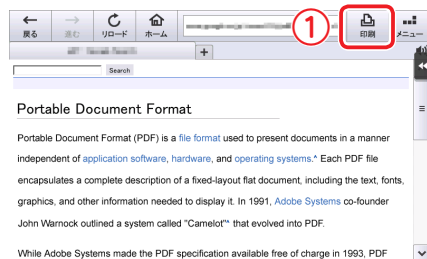 戻る 進む リロード ホーム 1 印刷 メニュー
+
Search
Portable Document Format
Portable Document Format (PDF) is a file format used to present documents in a manner
independent of application software, hardware, and operating systems.^ Each PDF file
encapsulates a complete description of a fixed-layout flat document, including the text, fonts,
graphics, and other information needed to display it. In 1991, Adobe Systems co-founder
John Warnock outlined a system called "Camelot"^ that evolved into PDF.
While Adobe Systems made the PDF specification available free of charge in 1993, PDF